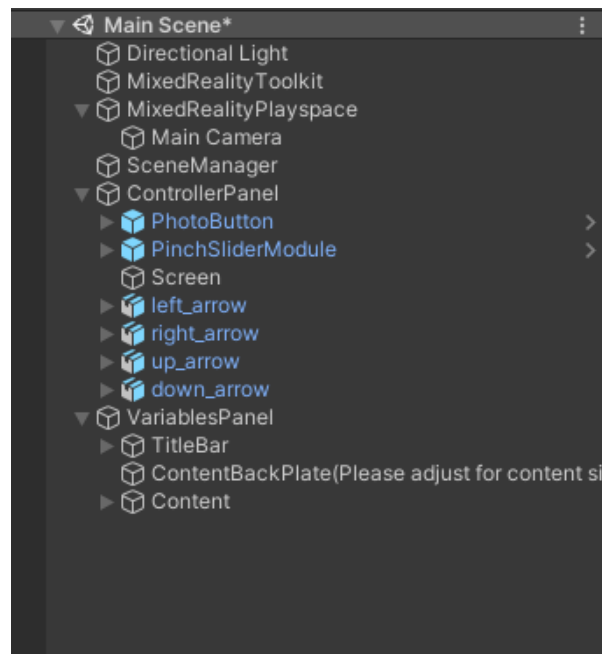 Main Scene*
Directional Light
MixedRealityToolkit
MixedRealityPlayspace
Main Camera
SceneManager
ControllerPanel
PhotoButton
PinchSliderModule
Screen
left_arrow
right_arrow
up_arrow
down_arrow
VariablesPanel
TitleBar
ContentBackPlate(Please adjust for content si
Content